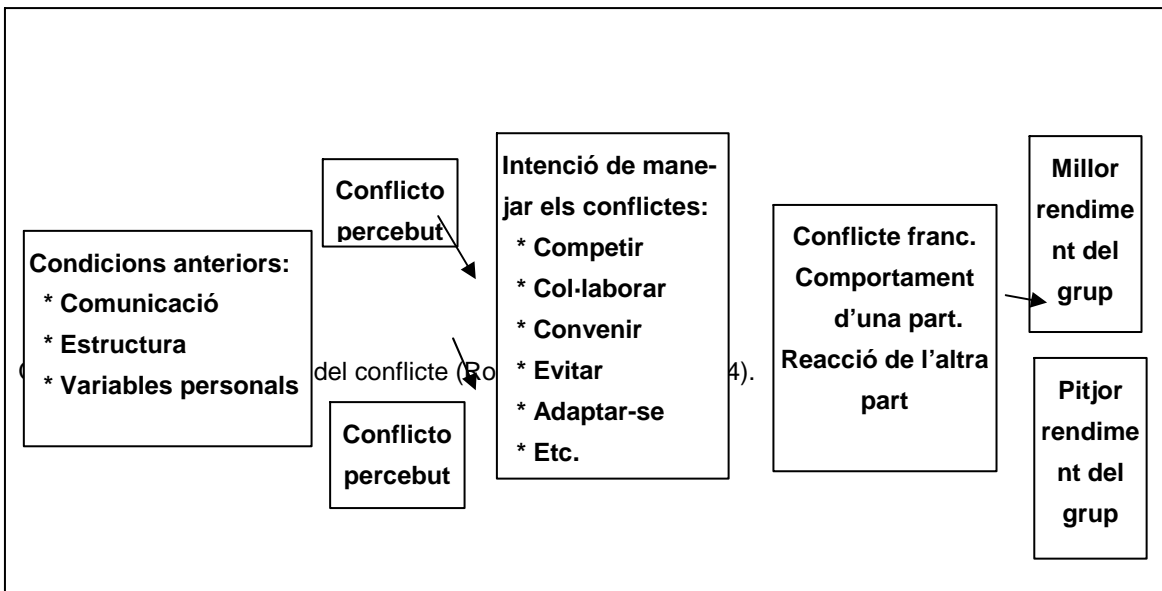 Condicions anteriors:
* Comunicació
* Estructura
* Variables personals
Conflicto
percebut
Conflicto
percebut
Intenció de mane-
jar els conflictes:
* Competir
* Col·laborar
* Convenir
* Evitar
* Adaptar-se
* Etc.
Conflicte franc.
Comportament
d’una part.
Reacció de l’altra
part
Millor
rendime
nt del
grup
Pitjor
rendime
nt del
grup
del conflicte (